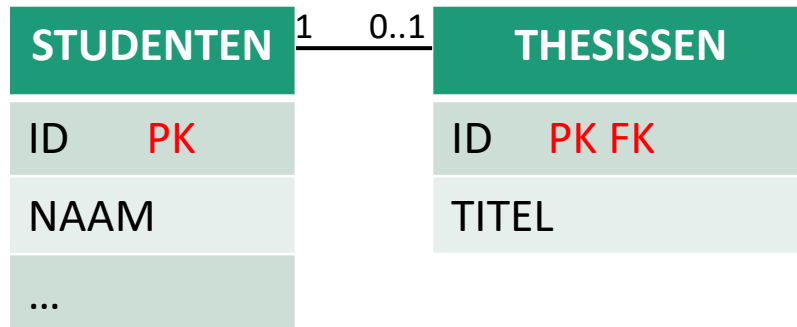 STUDENTEN
1 0..1
THESISSEN
ID PK
NAAM
...
ID PK FK
TITEL